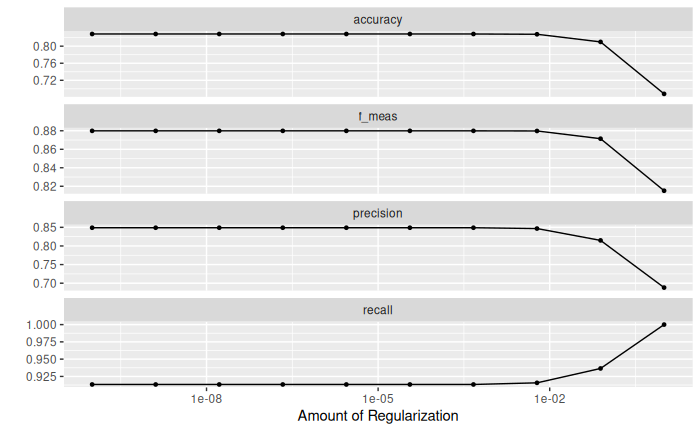 accuracy
0.80
0.76
0.72
f_meas
0.88
0.86
0.84
0.82
precision
0.85
0.80
0.75
0.70
recall
1.000
0.975
0.950
0.925
1e-08 1e-05 1e-02
Amount of Regularization